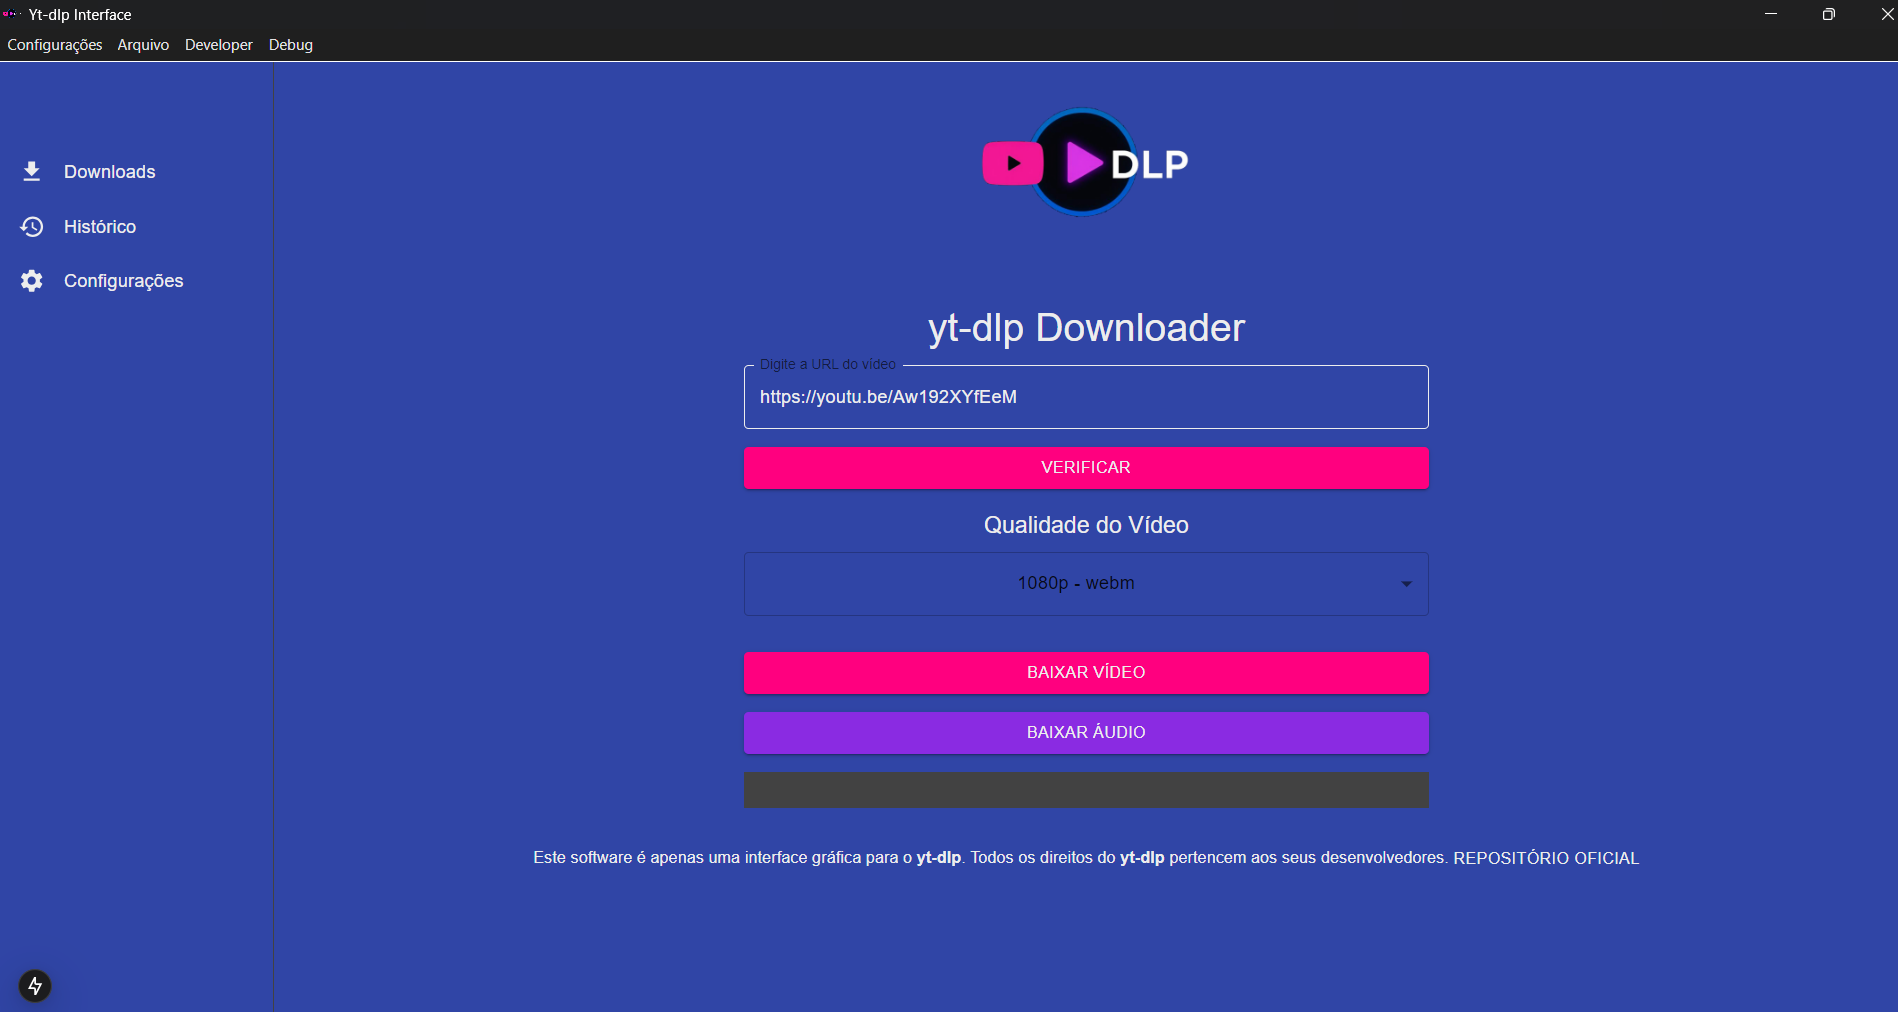 Yt-dlp Interface
Configurações Arquivo Developer Debug
Downloads
Histórico
Configurações
DLP
yt-dlp Downloader
Digite a URL do vídeo
https://youtu.be/Aw192XYfEeM
VERIFICAR
Qualidade do Vídeo
1080p - webm
BAIXAR VÍDEO
BAIXAR ÁUDIO
Este software é apenas uma interface gráfica para o yt-dlp. Todos os direitos do yt-dlp pertencem aos seus desenvolvedores. REPOSITÓRIO OFICIAL